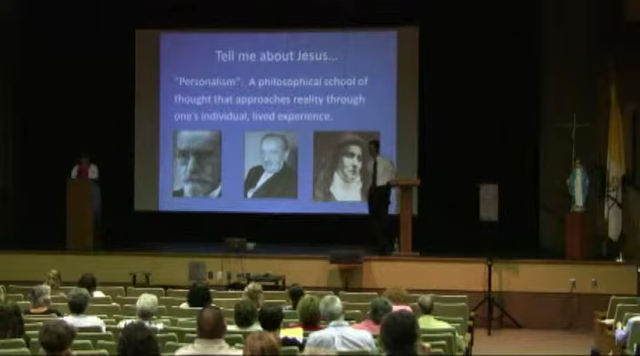 Tell me about Jesus...
"Personalism": A philosophical school of
thought that approaches reality through
one's individual, lived experience.